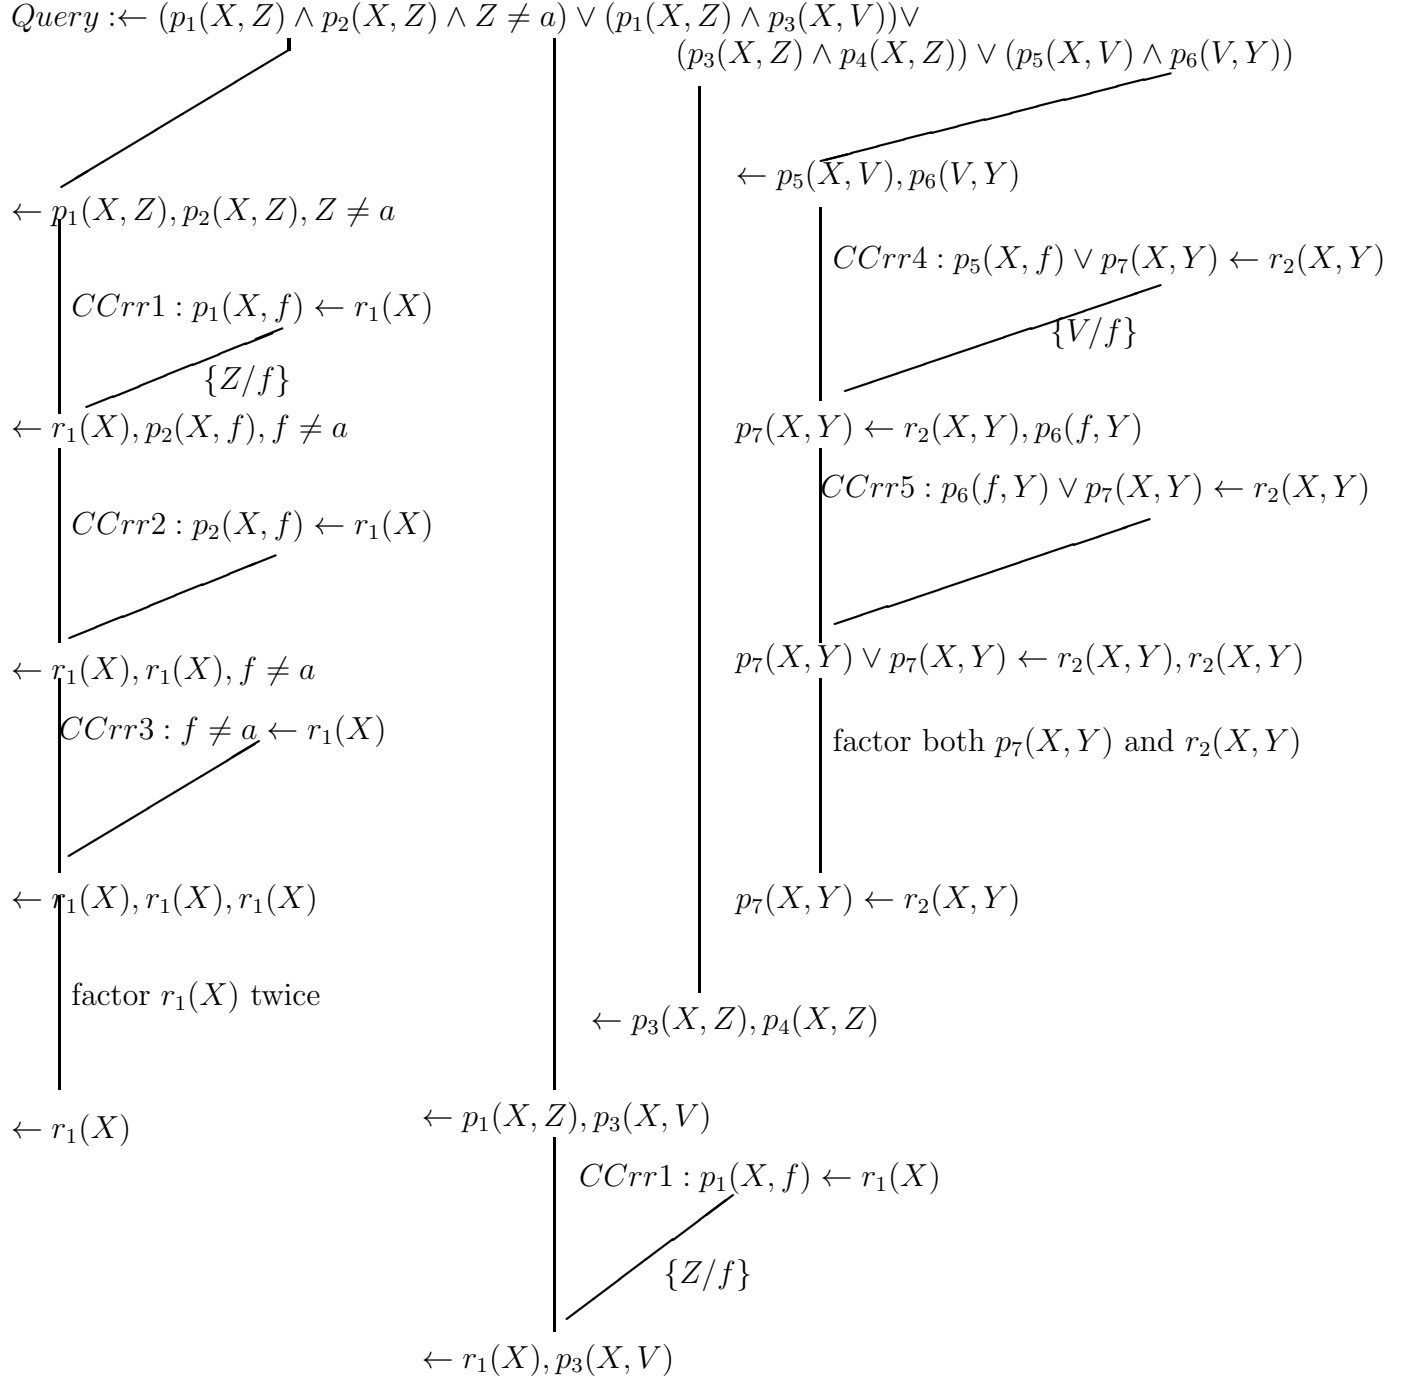 Query :← (p₁(X, Z) ∧ p₂(X, Z) ∧ Z ≠ a) ∨ (p₁(X, Z) ∧ p₃(X, V))∨
(p₃(X, Z) ∧ p₄(X, Z)) ∨ (p₅(X, V) ∧ p₆(V, Y))
← p₅(X, V), p₆(V, Y)
← p₁(X, Z), p₂(X, Z), Z ≠ a
CCrr4 : p₅(X, f) ∨ p₇(X, Y) ← r₂(X, Y)
CCrr1 : p₁(X, f) ← r₁(X)
{V/f}
{Z/f}
← r₁(X), p₂(X, f), f ≠ a
p₇(X, Y) ← r₂(X, Y), p₆(f, Y)
CCrr5 : p₆(f, Y) ∨ p₇(X, Y) ← r₂(X, Y)
CCrr2 : p₂(X, f) ← r₁(X)
p₇(X, Y) ∨ p₇(X, Y) ← r₂(X, Y), r₂(X, Y)
← r₁(X), r₁(X), f ≠ a
CCrr3 : f ≠ a ← r₁(X)
factor both p₇(X, Y) and r₂(X, Y)
← r₁(X), r₁(X), r₁(X)
p₇(X, Y) ← r₂(X, Y)
factor r₁(X) twice
← p₃(X, Z), p₄(X, Z)
← p₁(X, Z), p₃(X, V)
← r₁(X)
CCrr1 : p₁(X, f) ← r₁(X)
{Z/f}
← r₁(X), p₃(X, V)